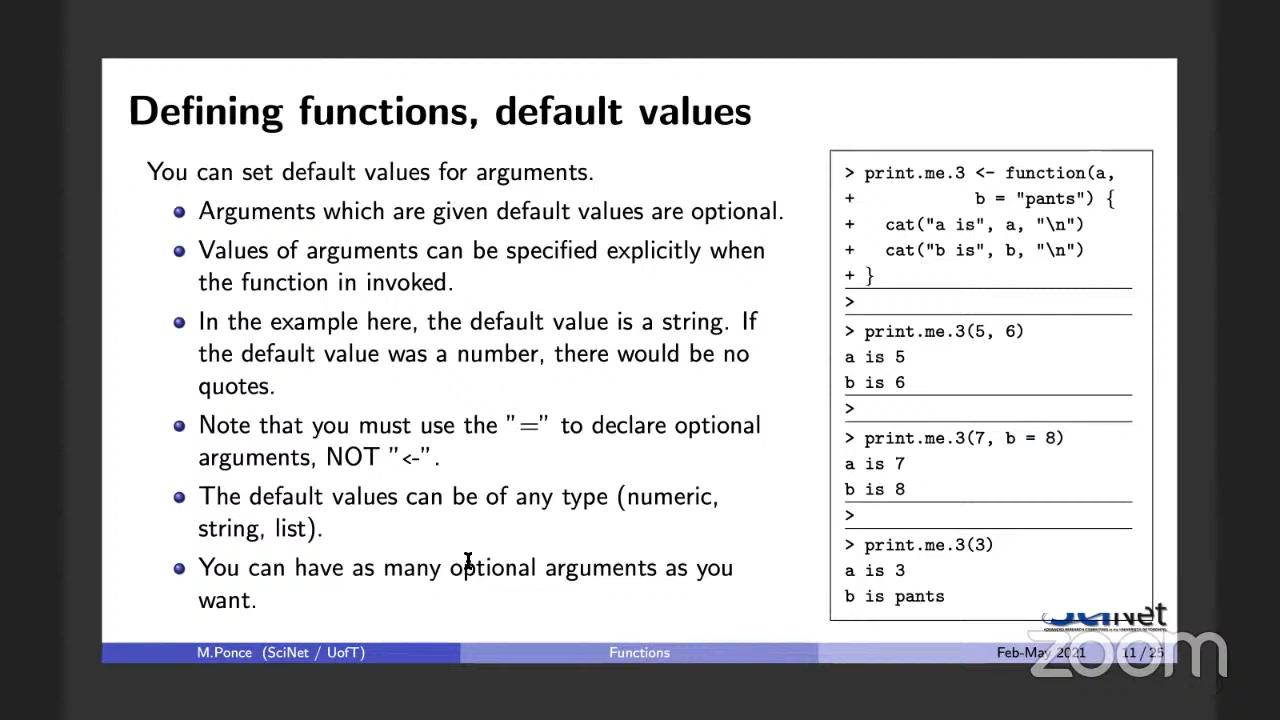 Defining functions, default values
You can set default values for arguments.
Arguments which are given default values are optional.
Values of arguments can be specified explicitly when
the function in invoked.
In the example here, the default value is a string. If
the default value was a number, there would be no
quotes.
Note that you must use the "=" to declare optional
arguments, NOT "<-".
The default values can be of any type (numeric,
string, list).
You can have as many optional arguments as you
want.
> print.me.3 <- function(a,
+ b = "pants") {
+ cat("a is", a, "\n")
+ cat("b is", b, "\n")
+ }
>
> print.me.3(5, 6)
a is 5
b is 6
>
> print.me.3(7, b = 8)
a is 7
b is 8
>
> print.me.3(3)
a is 3
b is pants
SciNet
M.Ponce (SciNet / UofT)
Functions
Feb-May 2021
11 / 25
zoom